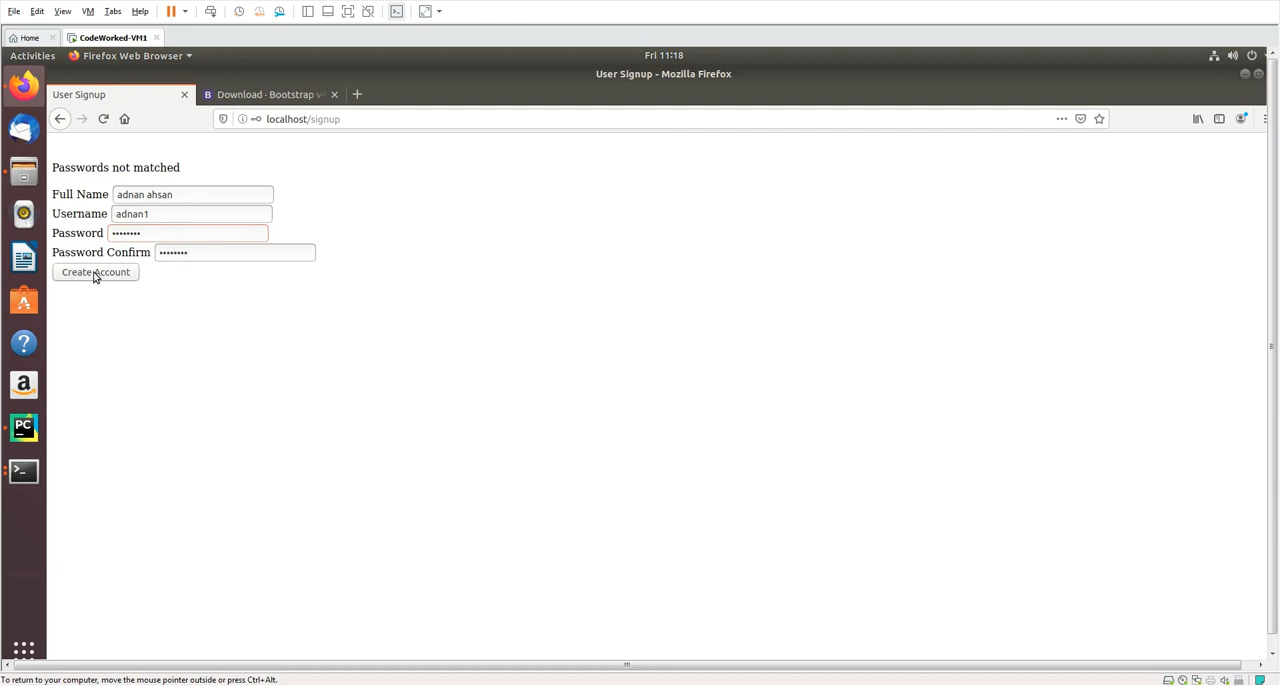 File Edit View VM Tabs Help
Home CodeWorked-VM1
Activities Firefox Web Browser Fri 11:18
User Signup - Mozilla Firefox
User Signup Download · Bootstrap v
localhost/signup
Passwords not matched
Full Name adnan ahsan
Username adnan1
Password ••••••••
Password Confirm ••••••••
Create Account
To return to your computer, move the mouse pointer outside or press Ctrl+Alt.